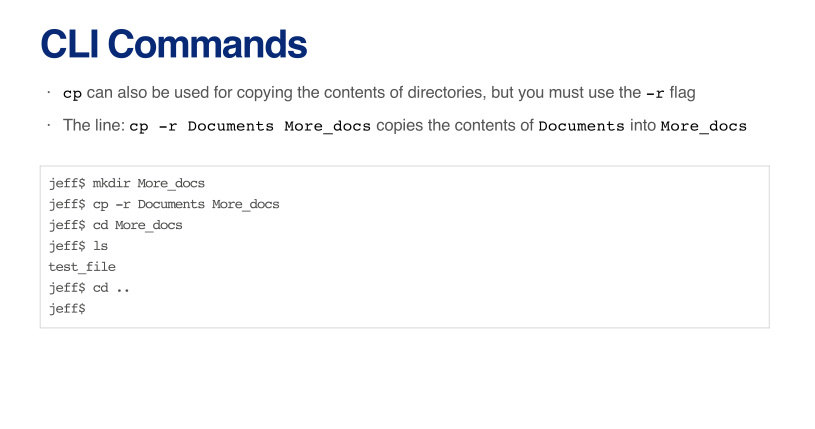 CLI Commands
· cp can also be used for copying the contents of directories, but you must use the -r flag
· The line: cp -r Documents More_docs copies the contents of Documents into More_docs
jeff$ mkdir More_docs
jeff$ cp -r Documents More_docs
jeff$ cd More_docs
jeff$ ls
test_file
jeff$ cd ..
jeff$